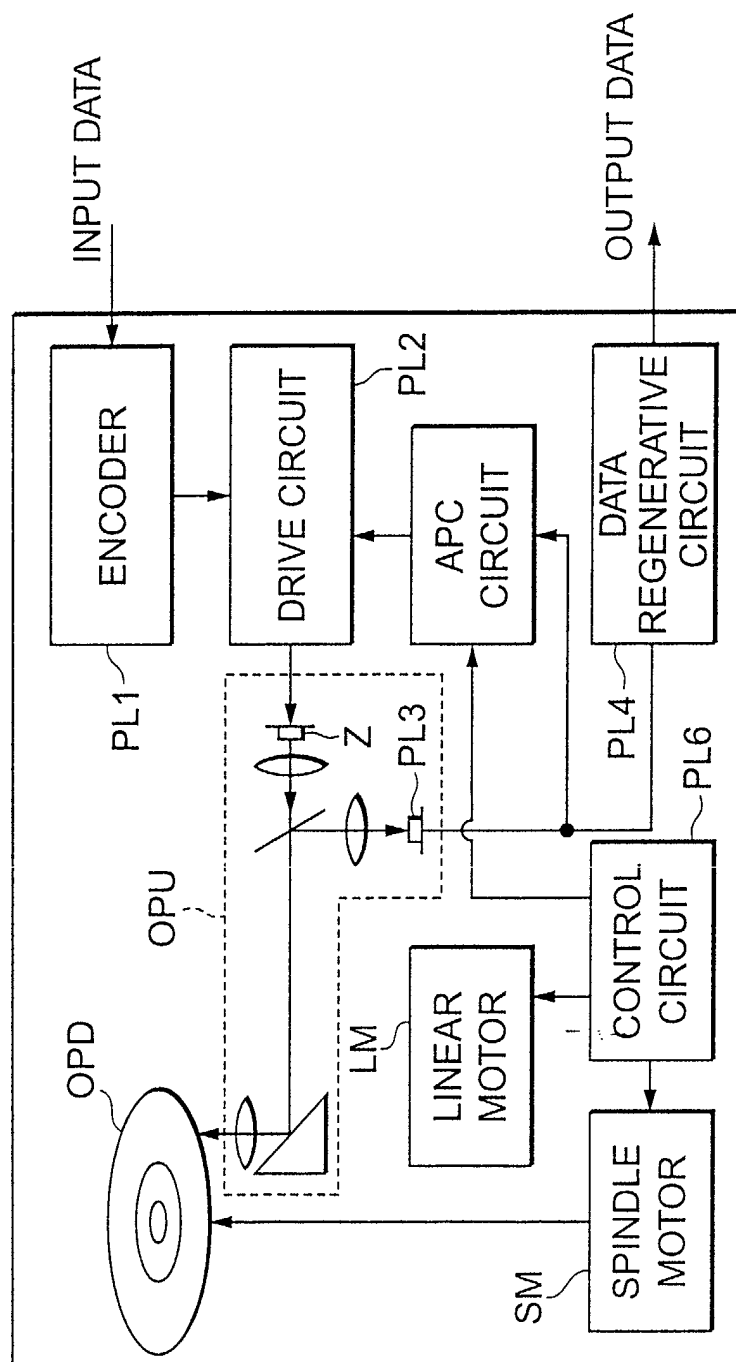 INPUT DATA
OUTPUT DATA
ENCODER
PL1
DRIVE CIRCUIT
PL2
APC
CIRCUIT
DATA
REGENERATIVE
CIRCUIT
PL4
Z
PL3
OPU
OPD
LINEAR
MOTOR
LM
CONTROL
CIRCUIT
PL6
SPINDLE
MOTOR
SM